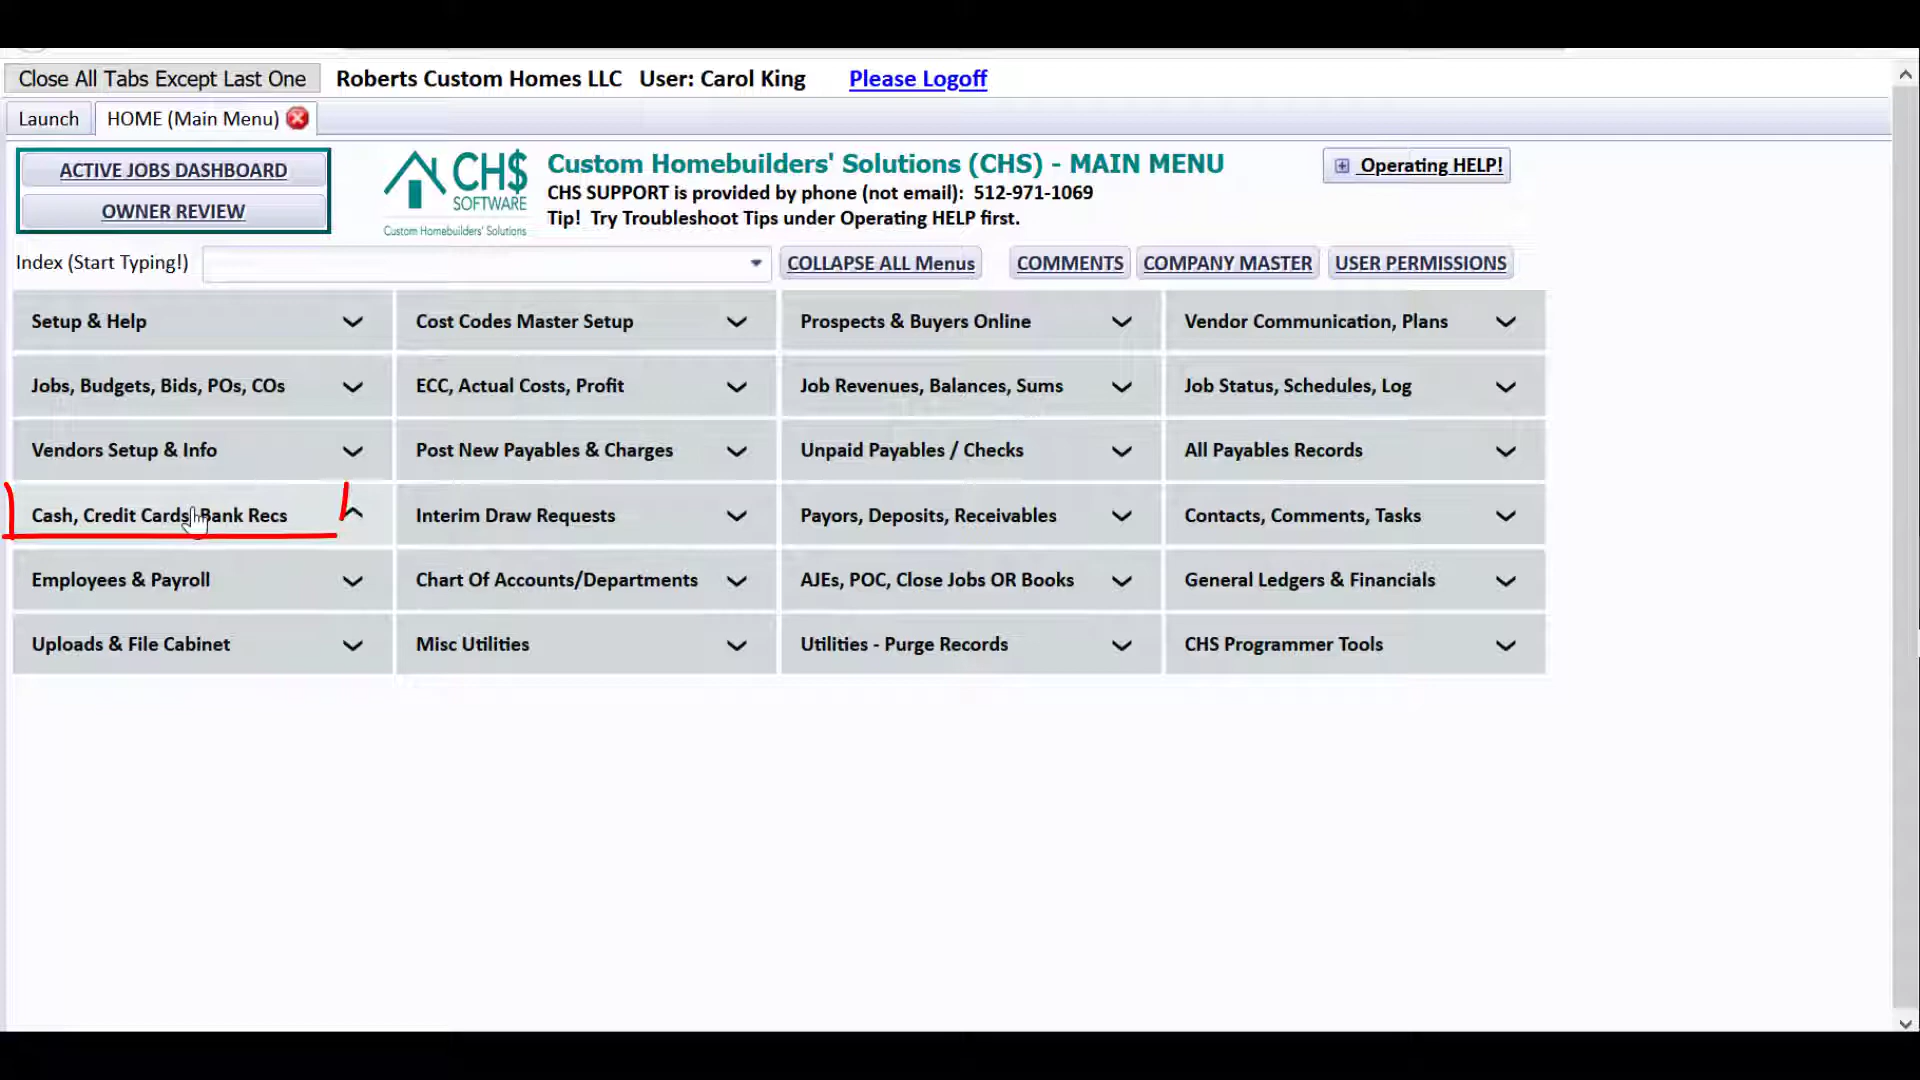 Close All Tabs Except Last One Roberts Custom Homes LLC User: Carol King Please Logoff
Launch HOME (Main Menu)
ACTIVE JOBS DASHBOARD
OWNER REVIEW
CH$
SOFTWARE
Custom Homebuilders' Solutions
Custom Homebuilders' Solutions (CHS) - MAIN MENU
CHS SUPPORT is provided by phone (not email): 512-971-1069
Tip! Try Troubleshoot Tips under Operating HELP first.
Operating HELP!
Index (Start Typing!) COLLAPSE ALL Menus COMMENTS COMPANY MASTER USER PERMISSIONS
Setup & Help Cost Codes Master Setup Prospects & Buyers Online Vendor Communication, Plans
Jobs, Budgets, Bids, POs, COs ECC, Actual Costs, Profit Job Revenues, Balances, Sums Job Status, Schedules, Log
Vendors Setup & Info Post New Payables & Charges Unpaid Payables / Checks All Payables Records
Cash, Credit Cards, Bank Recs Interim Draw Requests Payors, Deposits, Receivables Contacts, Comments, Tasks
Employees & Payroll Chart Of Accounts/Departments AJEs, POC, Close Jobs OR Books General Ledgers & Financials
Uploads & File Cabinet Misc Utilities Utilities - Purge Records CHS Programmer Tools